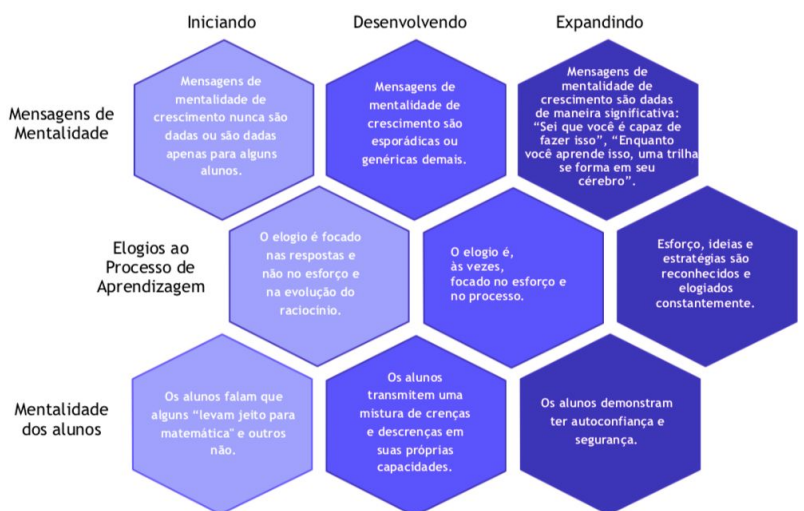 Iniciando
Desenvolvendo
Expandindo
Mensagens de
Mentalidade
Mensagens de
mentalidade de
crescimento nunca são
dadas ou são dadas
apenas para alguns
alunos.
Mensagens de
mentalidade de
crescimento são
esporádicas ou
genéricas demais.
Mensagens de
mentalidade de
crescimento são dadas
de maneira significativa:
“Sei que você é capaz de
fazer isso”, “Enquanto
você aprende isso, uma trilha
se forma em seu
cérebro”.
Elogios ao
Processo de
Aprendizagem
O elogio é focado
nas respostas e
não no esforço e
na evolução do
raciocínio.
O elogio é,
às vezes,
focado no esforço e
no processo.
Esforço, ideias e
estratégias são
reconhecidos e
elogiados
constantemente.
Mentalidade
dos alunos
Os alunos falam que
alguns “levam jeito para
matemática" e outros
não.
Os alunos
transmitem uma
mistura de crenças
e descrenças em
suas próprias
capacidades.
Os alunos demonstram
ter autoconfiança e
segurança.